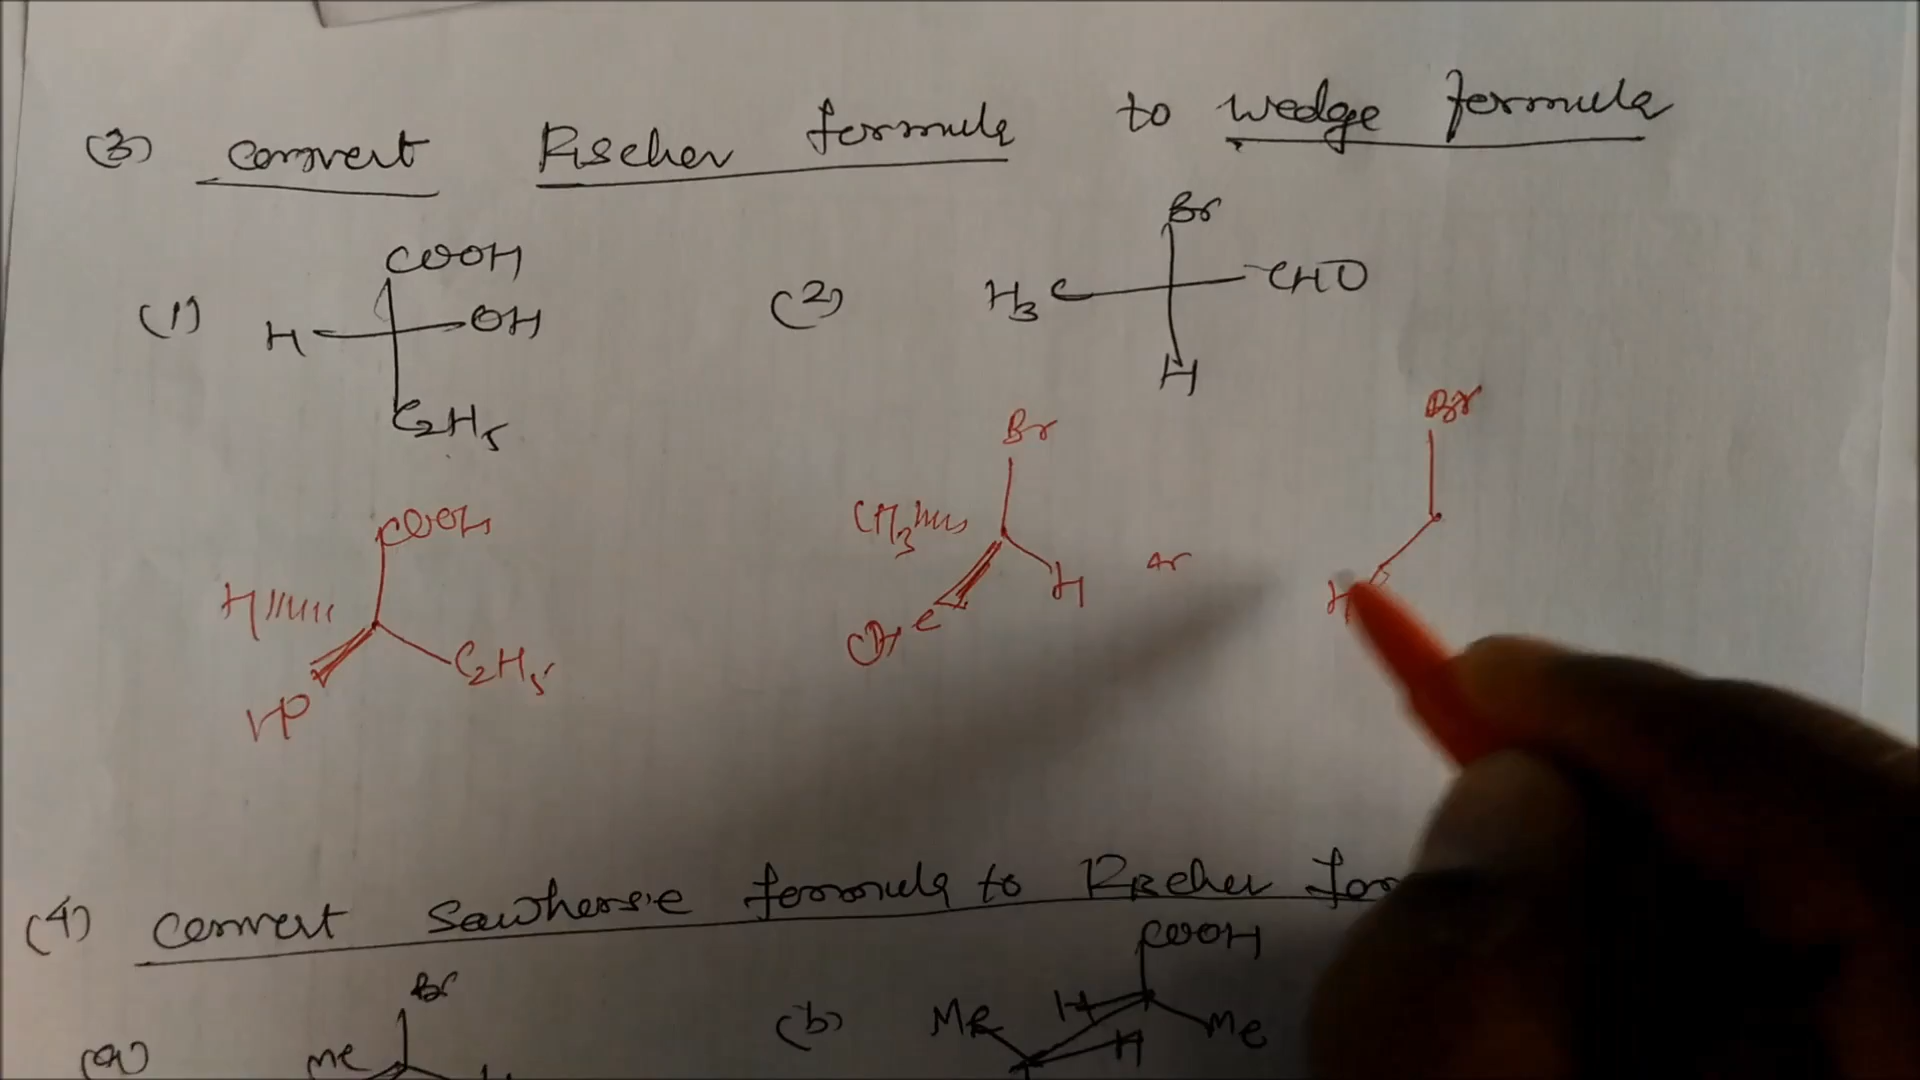 (3) convert Fischer formula to wedge formula
(1) COOH
H OH
C2H5
(2) Br
H3C CHO
H
COOH
H
HO
C2H5
Br
CH3
OHC
H
or
Br
H
(4) convert Sawhorse formula to Fischer for
(a) Br
Me
(b) COOH
Me H Me
H